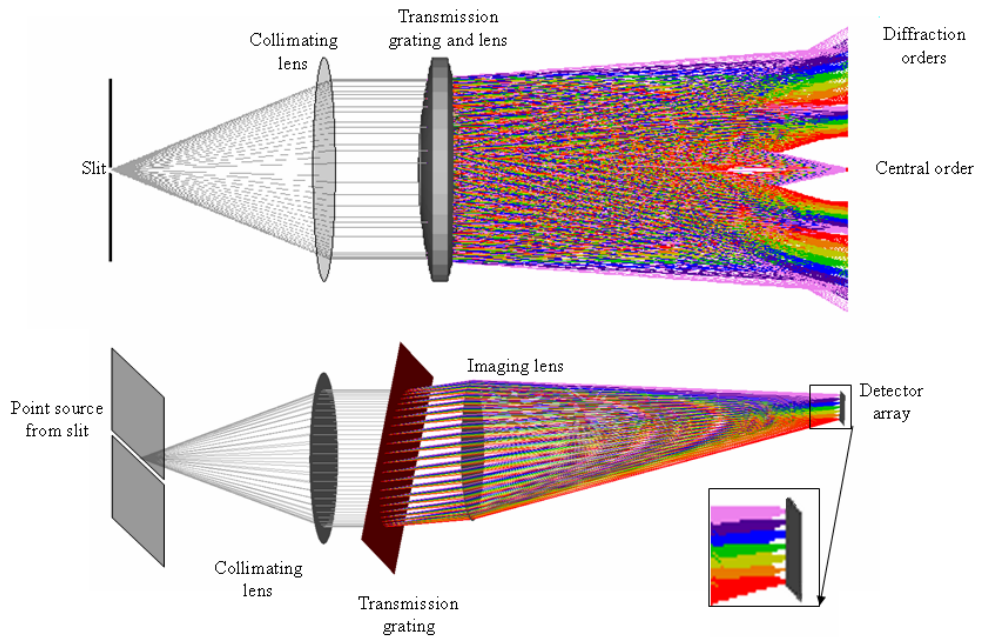 Transmission
grating and lens
Collimating
lens
Diffraction
orders
Slit
Central order
Imaging lens
Point source
from slit
Detector
array
Collimating
lens
Transmission
grating